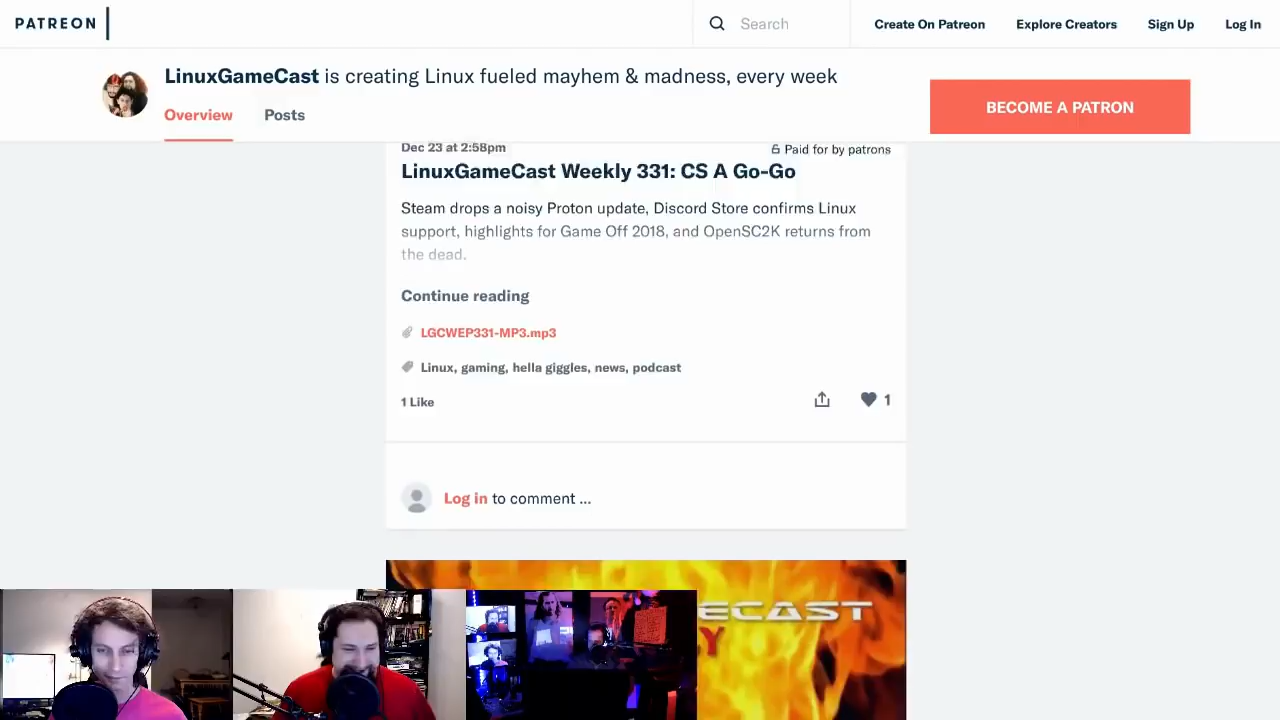 PATREON
Search
Create On Patreon
Explore Creators
Sign Up
Log In
LinuxGameCast is creating Linux fueled mayhem & madness, every week
Overview
Posts
BECOME A PATRON
Dec 23 at 2:58pm
Paid for by patrons
LinuxGameCast Weekly 331: CS A Go-Go
Steam drops a noisy Proton update, Discord Store confirms Linux
support, highlights for Game Off 2018, and OpenSC2K returns from
the dead.
Continue reading
LGCWEP331-MP3.mp3
Linux, gaming, hella giggles, news, podcast
1 Like
1
Log in to comment ...
ECAST
Y